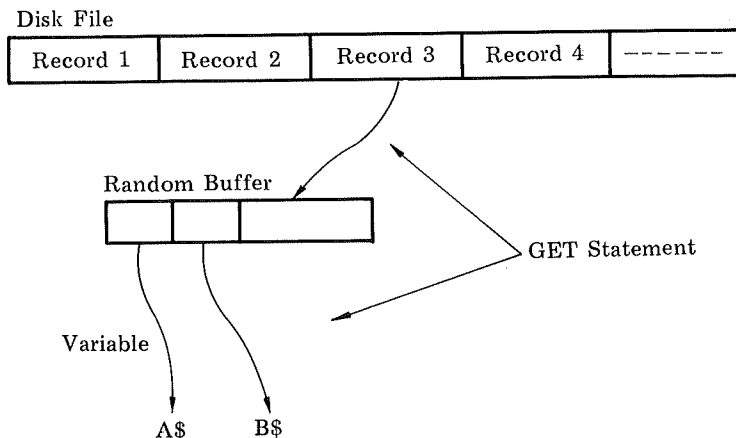 Disk File
Record 1 Record 2 Record 3 Record 4 ------
Random Buffer
GET Statement
Variable
A$ B$